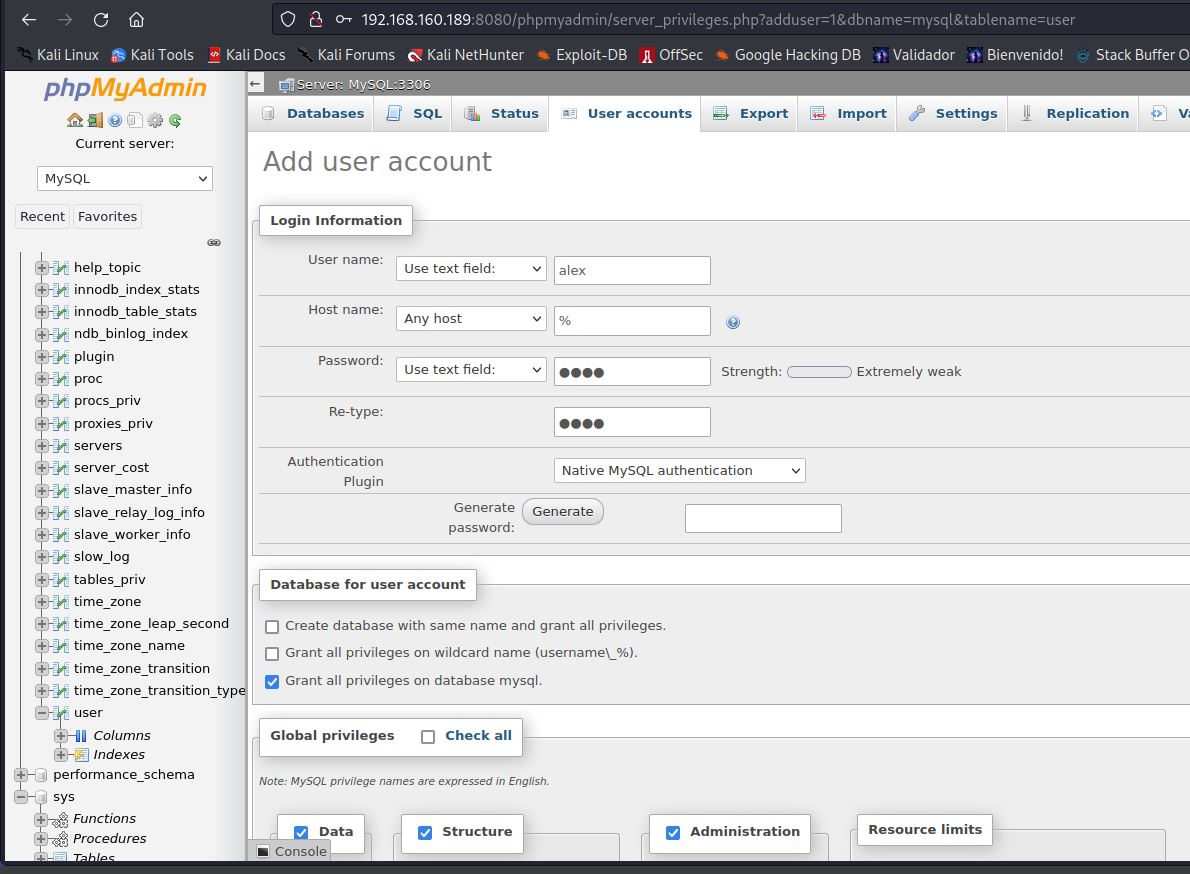 192.168.160.189:8080/phpmyadmin/server_privileges.php?adduser=1&dbname=mysql&tablename=user
Kali Linux Kali Tools Kali Docs Kali Forums Kali NetHunter Exploit-DB OffSec Google Hacking DB Validador Bienvenido! Stack Buffer O
phpMyAdmin
Current server:
MySQL
Recent Favorites
help_topic
innodb_index_stats
innodb_table_stats
ndb_binlog_index
plugin
proc
procs_priv
proxies_priv
servers
server_cost
slave_master_info
slave_relay_log_info
slave_worker_info
slow_log
tables_priv
time_zone
time_zone_leap_second
time_zone_name
time_zone_transition
time_zone_transition_type
user
Columns
Indexes
performance_schema
sys
Functions
Procedures
Tables
Server: MySQL:3306
Databases SQL Status User accounts Export Import Settings Replication Va
Add user account
Login Information
User name: Use text field: alex
Host name: Any host %
Password: Use text field: ●●●● Strength: Extremely weak
Re-type: ●●●●
Authentication Native MySQL authentication
Plugin
Generate Generate
password:
Database for user account
Create database with same name and grant all privileges.
Grant all privileges on wildcard name (username\_%).
Grant all privileges on database mysql.
Global privileges Check all
Note: MySQL privilege names are expressed in English.
Data Structure Administration Resource limits
Console